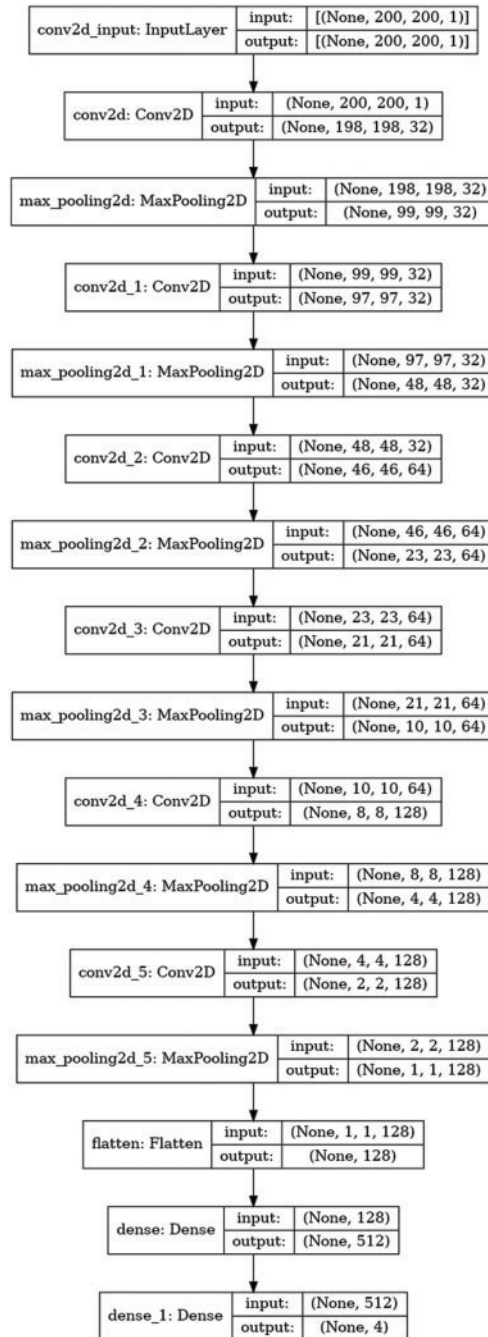 conv2d_input: InputLayer
input: [(None, 200, 200, 1)]
output: [(None, 200, 200, 1)]
conv2d: Conv2D
input: (None, 200, 200, 1)
output: (None, 198, 198, 32)
max_pooling2d: MaxPooling2D
input: (None, 198, 198, 32)
output: (None, 99, 99, 32)
conv2d_1: Conv2D
input: (None, 99, 99, 32)
output: (None, 97, 97, 32)
max_pooling2d_1: MaxPooling2D
input: (None, 97, 97, 32)
output: (None, 48, 48, 32)
conv2d_2: Conv2D
input: (None, 48, 48, 32)
output: (None, 46, 46, 64)
max_pooling2d_2: MaxPooling2D
input: (None, 46, 46, 64)
output: (None, 23, 23, 64)
conv2d_3: Conv2D
input: (None, 23, 23, 64)
output: (None, 21, 21, 64)
max_pooling2d_3: MaxPooling2D
input: (None, 21, 21, 64)
output: (None, 10, 10, 64)
conv2d_4: Conv2D
input: (None, 10, 10, 64)
output: (None, 8, 8, 128)
max_pooling2d_4: MaxPooling2D
input: (None, 8, 8, 128)
output: (None, 4, 4, 128)
conv2d_5: Conv2D
input: (None, 4, 4, 128)
output: (None, 2, 2, 128)
max_pooling2d_5: MaxPooling2D
input: (None, 2, 2, 128)
output: (None, 1, 1, 128)
flatten: Flatten
input: (None, 1, 1, 128)
output: (None, 128)
dense: Dense
input: (None, 128)
output: (None, 512)
dense_1: Dense
input: (None, 512)
output: (None, 4)